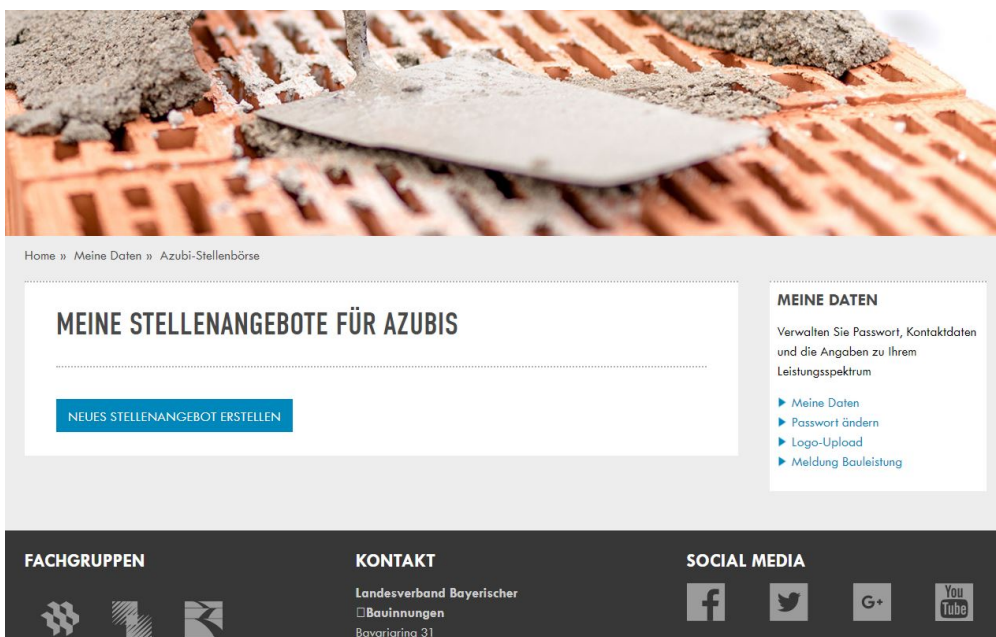 Home » Meine Daten » Azubi-Stellenbörse
MEINE STELLENANGEBOTE FÜR AZUBIS
NEUES STELLENANGEBOT ERSTELLEN
MEINE DATEN
Verwalten Sie Passwort, Kontaktdaten
und die Angaben zu Ihrem
Leistungsspektrum
Meine Daten
Passwort ändern
Logo-Upload
Meldung Bauleistung
FACHGRUPPEN
KONTAKT
Landesverband Bayerischer
Bauinnungen
Bavariaring 31
SOCIAL MEDIA
f
G+
You
Tube